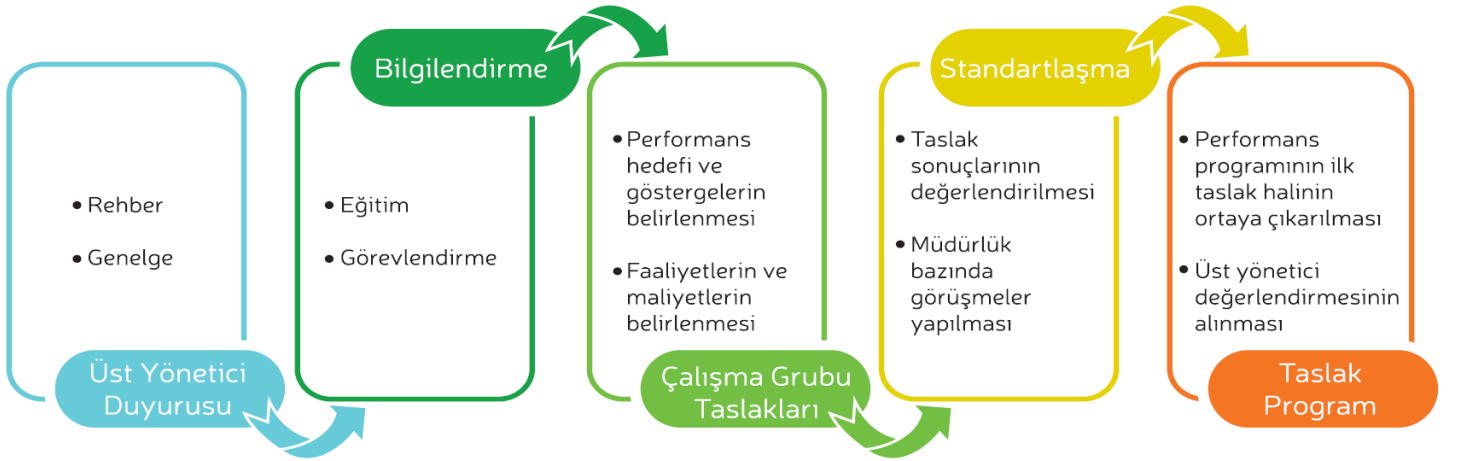 Rehber
Genelge
Üst Yönetici
Duyurusu
Bilgilendirme
Eğitim
Görevlendirme
Performans
hedefi ve
göstergelerin
belirlenmesi
Faaliyetlerin ve
maliyetlerin
belirlenmesi
Çalışma Grubu
Taslakları
Standartlaşma
Taslak
sonuçlarının
değerlendirilmesi
Müdürlük
bazında
görüşmeler
yapılması
Performans
programının ilk
taslak halinin
ortaya çıkarılması
Üst yönetici
değerlendirmesinin
alınması
Taslak
Program